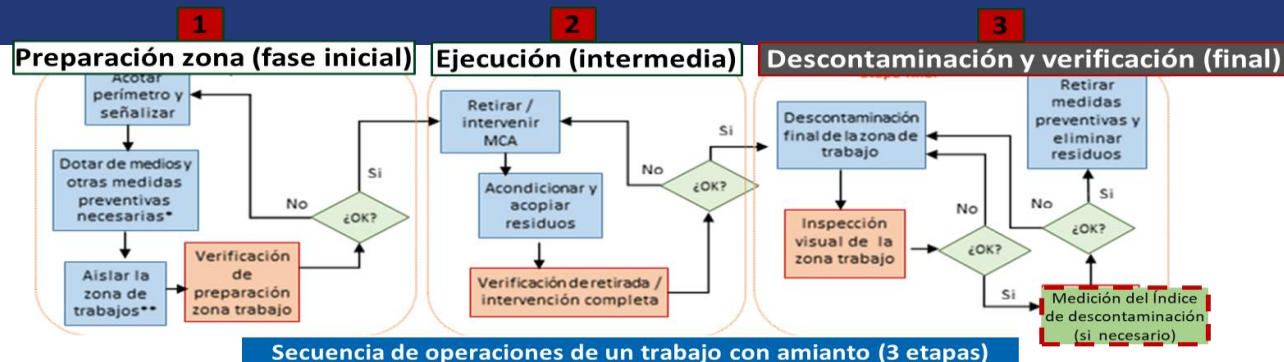 1
Preparación zona (fase inicial)
Acotar
perímetro y
señalizar
Dotar de medios y
otras medidas
preventivas
necesarias*
Aislar la
zona de
trabajos**
Verificación
de
preparación
zona trabajo
No
¿OK?
Si
2
Ejecución (intermedia)
Retirar /
intervenir
MCA
Acondicionar y
acopiar
residuos
Verificación de retirada /
intervención completa
No
¿OK?
Si
3
Descontaminación y verificación (final)
Descontaminación
final de la zona de
trabajo
Inspección
visual de la
zona trabajo
No
¿OK?
Si
Medición del Índice
de descontaminación
(si necesario)
No
¿OK?
Si
Retirar
medidas
preventivas y
eliminar
residuos
Secuencia de operaciones de un trabajo con amianto (3 etapas)